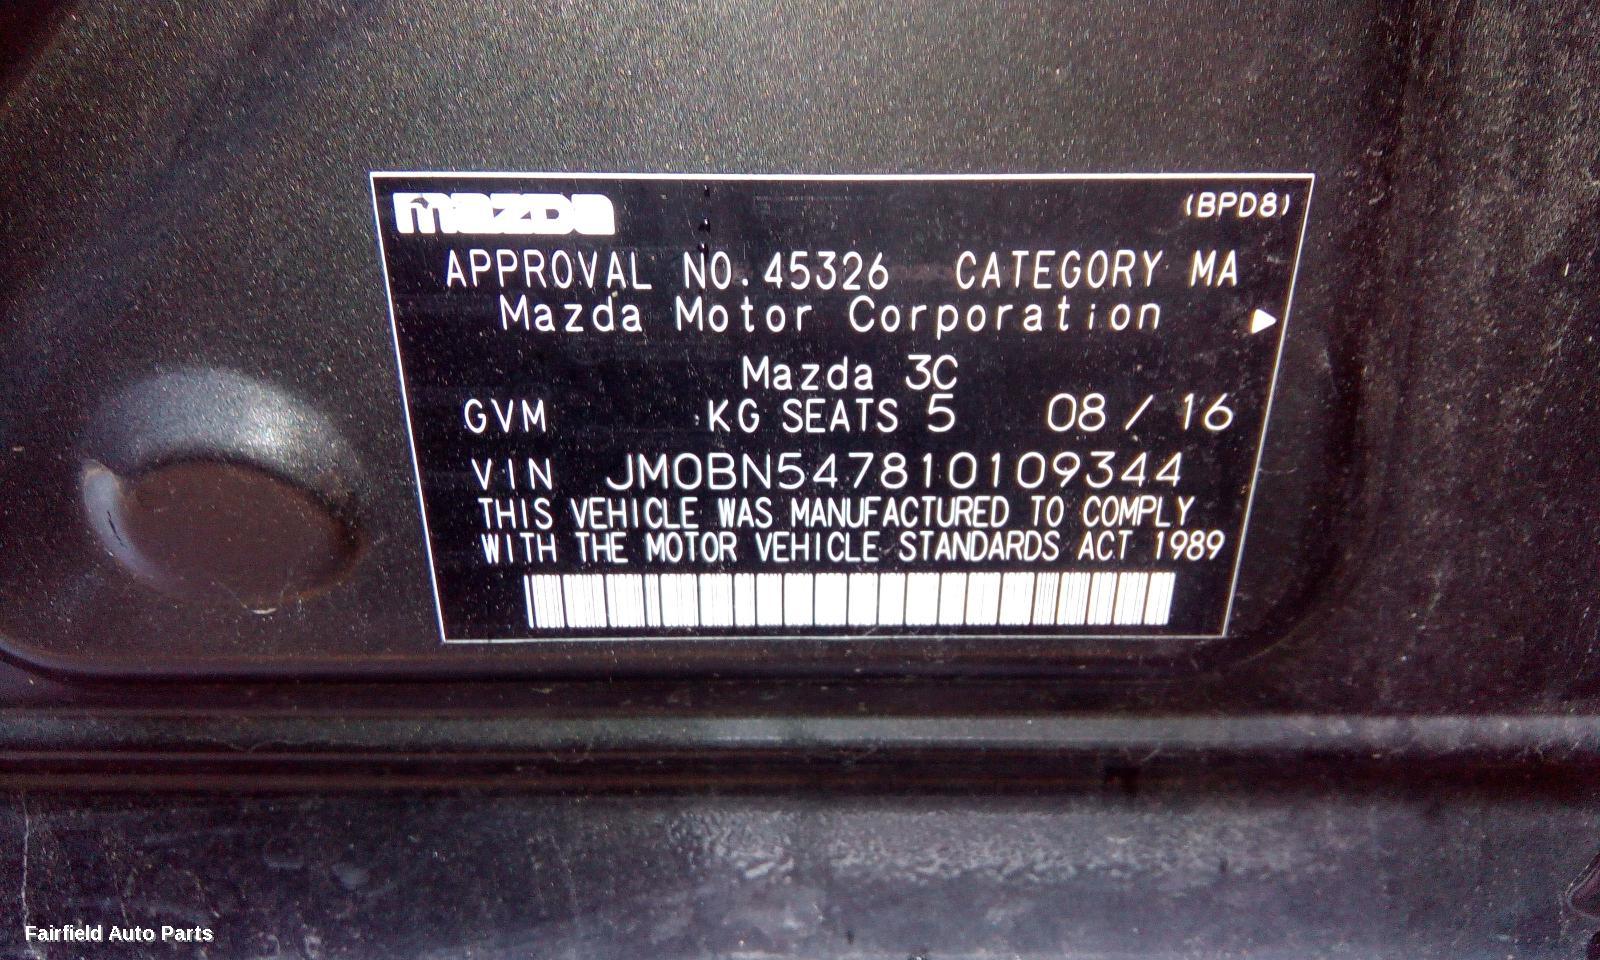 mazda (BPD8)
APPROVAL NO.45326 CATEGORY MA
Mazda Motor Corporation
Mazda 3C
GVM KG SEATS 5 08 / 16
VIN JM0BN547810109344
THIS VEHICLE WAS MANUFACTURED TO COMPLY
WITH THE MOTOR VEHICLE STANDARDS ACT 1989
Fairfield Auto Parts